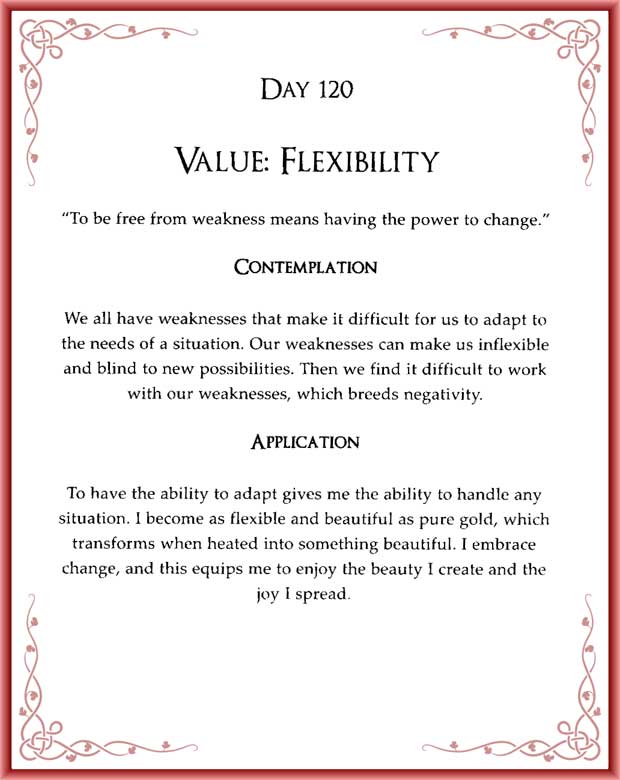 DAY 120
VALUE: FLEXIBILITY
“To be free from weakness means having the power to change.”
CONTEMPLATION
We all have weaknesses that make it difficult for us to adapt to
the needs of a situation. Our weaknesses can make us inflexible
and blind to new possibilities. Then we find it difficult to work
with our weaknesses, which breeds negativity.
APPLICATION
To have the ability to adapt gives me the ability to handle any
situation. I become as flexible and beautiful as pure gold, which
transforms when heated into something beautiful. I embrace
change, and this equips me to enjoy the beauty I create and the
joy I spread.